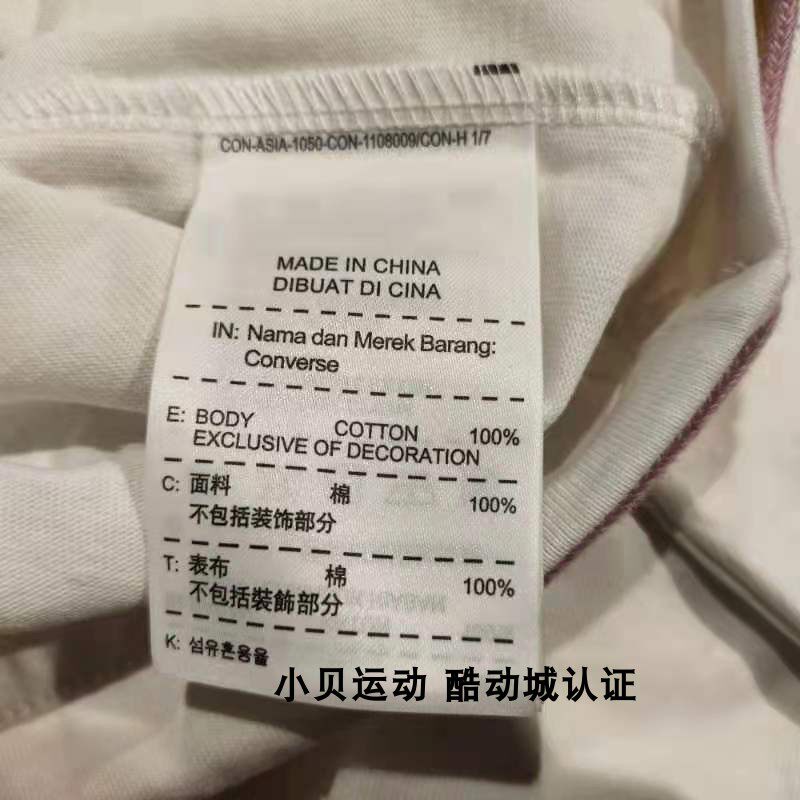 CON-ASIA-1050-CON-1108009/CON-H 1/7
MADE IN CHINA
DIBUAT DI CINA
IN: Nama dan Merek Barang:
Converse
E: BODY COTTON 100%
EXCLUSIVE OF DECORATION
C: 面料 棉 100%
不包括装饰部分
T: 表布 棉 100%
不包括裝飾部分
K: 섬유혼용율
小贝运动 酷动城认证